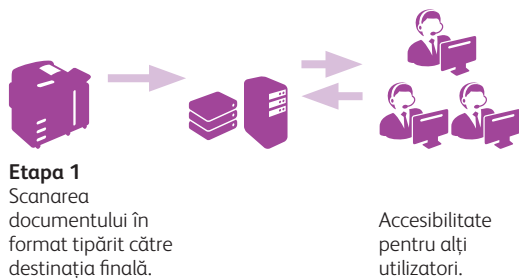 Etapa 1
Scanarea
documentului în
format tipărit către
destinația finală.
Accesibilitate
pentru alți
utilizatori.